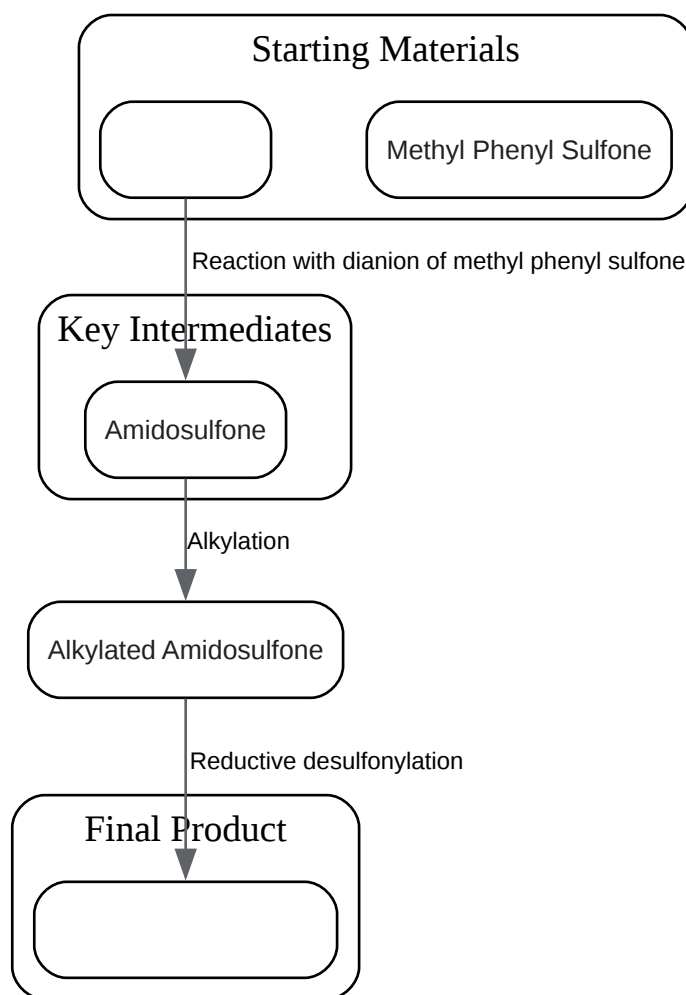 Starting Materials
Methyl Phenyl Sulfone
Reaction with dianion of methyl phenyl sulfone
Key Intermediates
Amidosulfone
Alkylation
Alkylated Amidosulfone
Reductive desulfonylation
Final Product